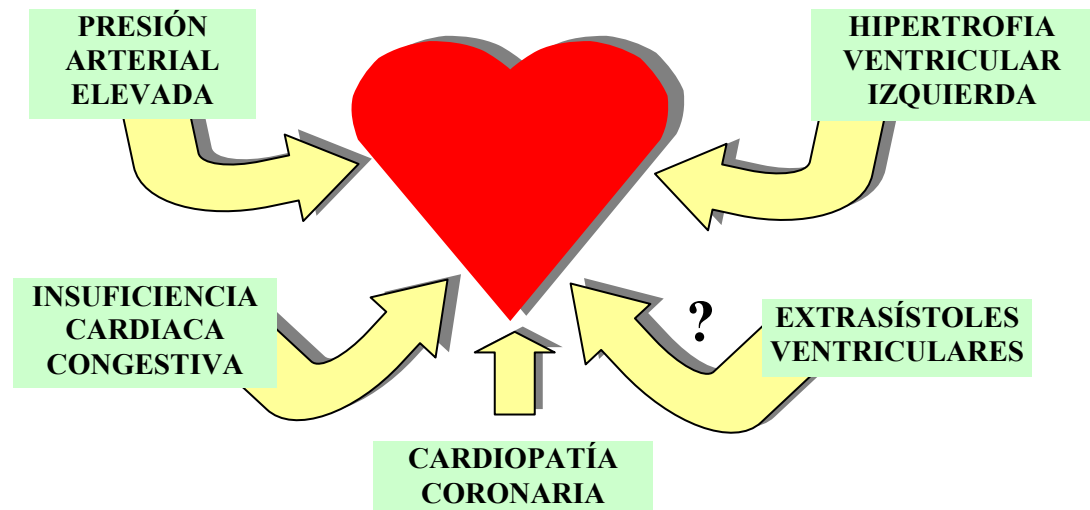 PRESIÓN
ARTERIAL
ELEVADA
HIPERTROFIA
VENTRICULAR
IZQUIERDA
INSUFICIENCIA
CARDIACA
CONGESTIVA
?
EXTRASÍSTOLES
VENTRICULARES
CARDIOPATÍA
CORONARIA